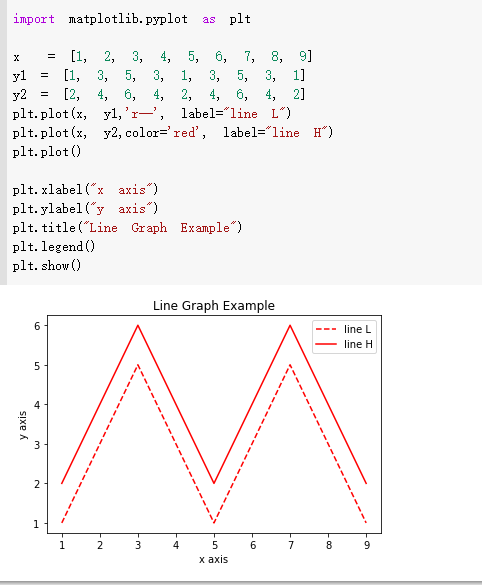 import matplotlib.pyplot as plt
x = [1, 2, 3, 4, 5, 6, 7, 8, 9]
y1 = [1, 3, 5, 3, 1, 3, 5, 3, 1]
y2 = [2, 4, 6, 4, 2, 4, 6, 4, 2]
plt.plot(x, y1,'r--', label="line L")
plt.plot(x, y2,color='red', label="line H")
plt.plot()
plt.xlabel("x axis")
plt.ylabel("y axis")
plt.title("Line Graph Example")
plt.legend()
plt.show()
Line Graph Example
line L
line H
6
5
4
3
2
1
y axis
1 2 3 4 5 6 7 8 9
x axis